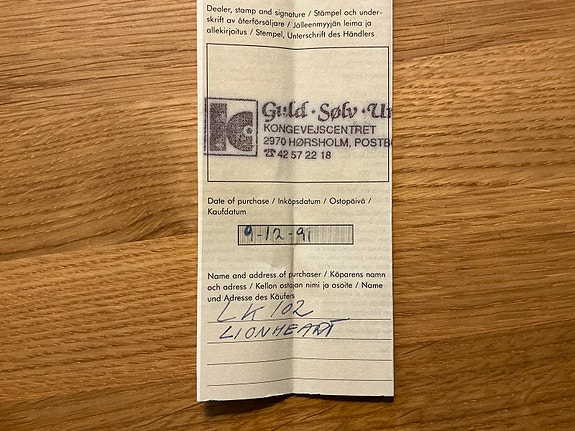 Dealer, stamp and signature / Stämpel och under-
skrift av återförsäljare / Jälleenmyyjän leima ja
allekirjoitus / Stempel, Unterschrift des Händlers
Guld · Sølv · Ur
KONGEVEJSCENTRET
2970 HØRSHOLM, POSTBO
☎ 42 57 22 18
Date of purchase / Inköpsdatum / Ostopäivä /
Kaufdatum
9-12-91
Name and address of purchaser / Köparens namn
och adress / Kellon ostajan nimi ja osoite / Name
und Adresse des Käufers
LK 102
LIONHEART